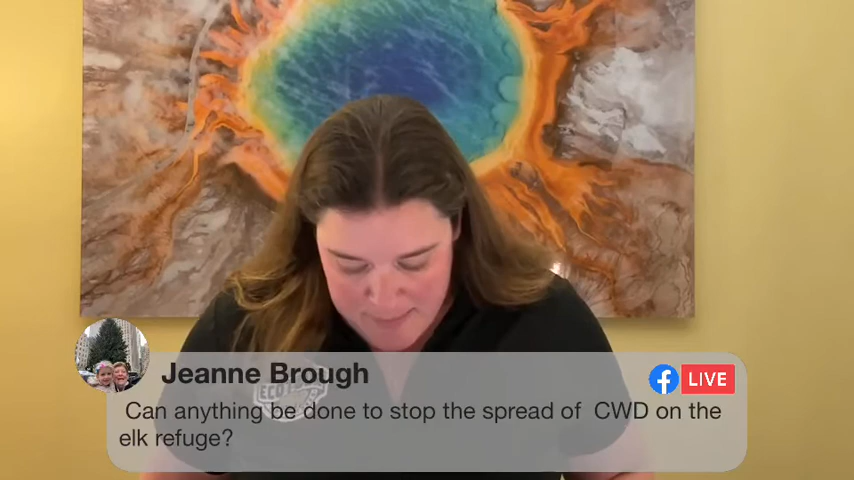 Jeanne Brough
LIVE
Can anything be done to stop the spread of  CWD on the
elk refuge?